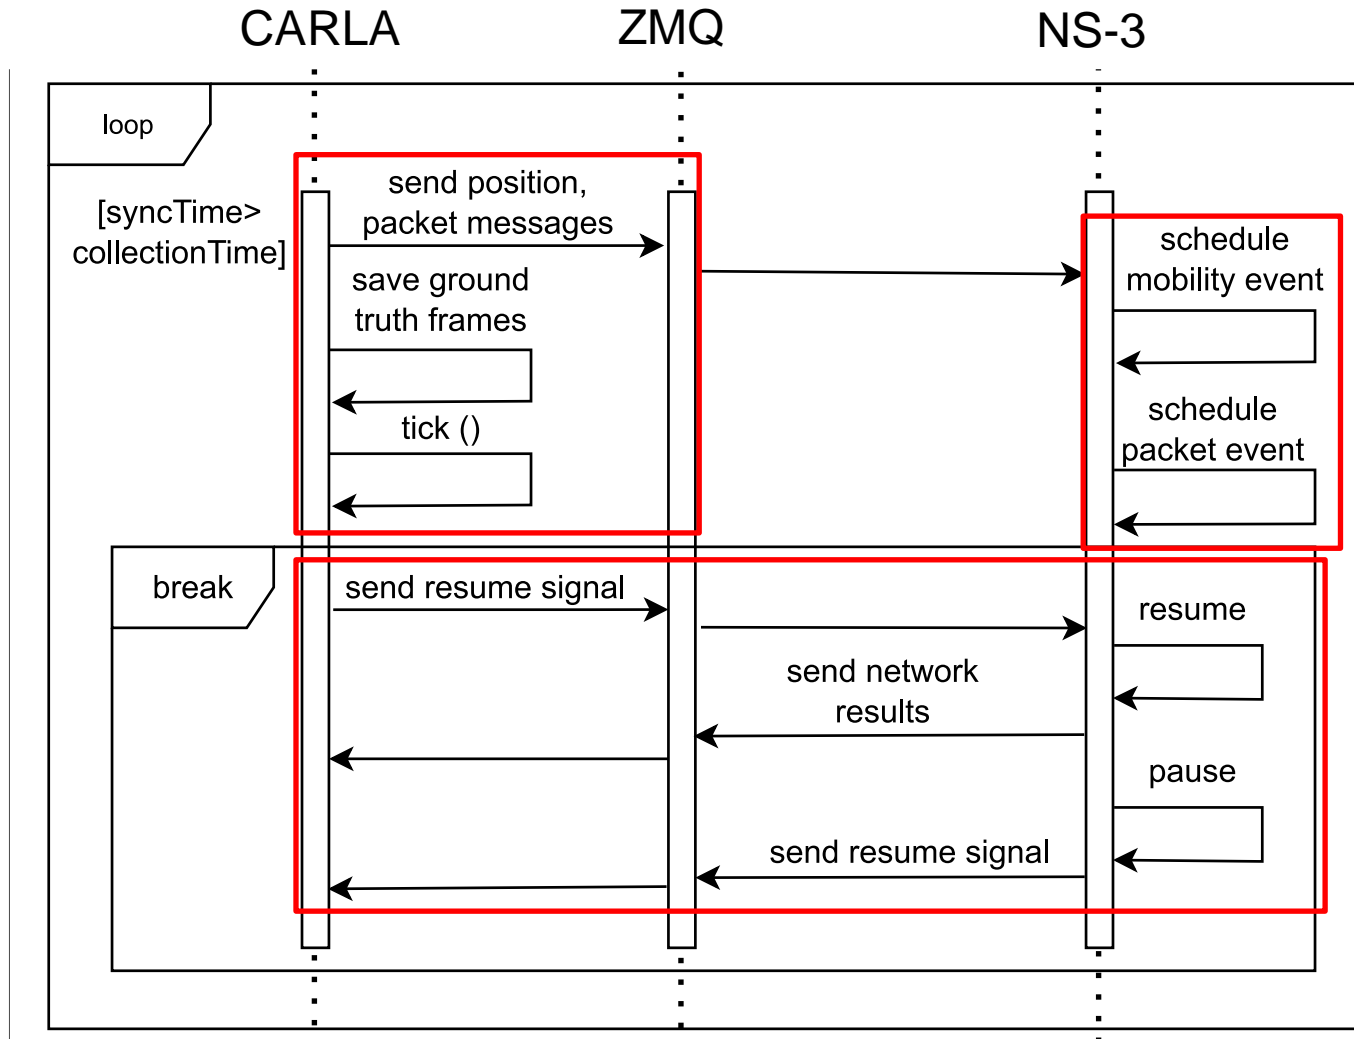 CARLA
ZMQ
NS-3
loop
[syncTime>
collectionTime]
send position,
packet messages
save ground
truth frames
tick ()
schedule
mobility event
schedule
packet event
break
send resume signal
resume
send network
results
pause
send resume signal